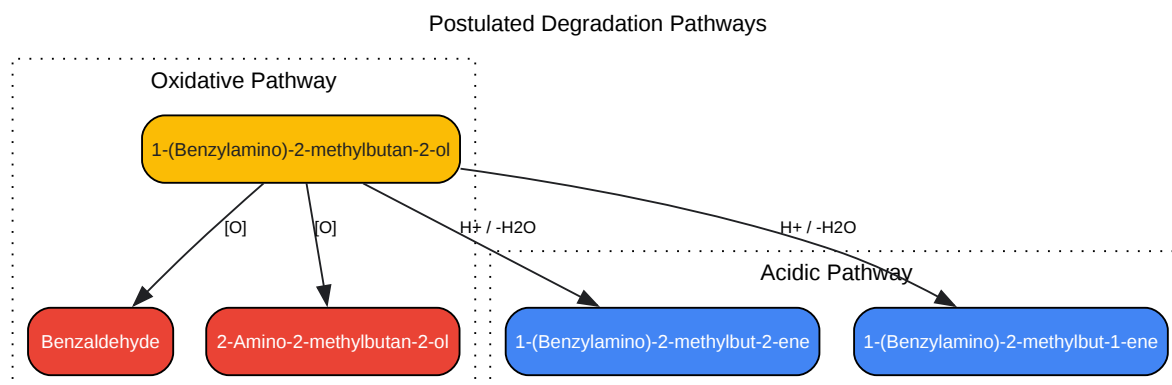 Postulated Degradation Pathways
Oxidative Pathway
1-(Benzylamino)-2-methylbutan-2-ol
[O]
[O]
H+ / -H2O
H+ / -H2O
Acidic Pathway
Benzaldehyde
2-Amino-2-methylbutan-2-ol
1-(Benzylamino)-2-methylbut-2-ene
1-(Benzylamino)-2-methylbut-1-ene